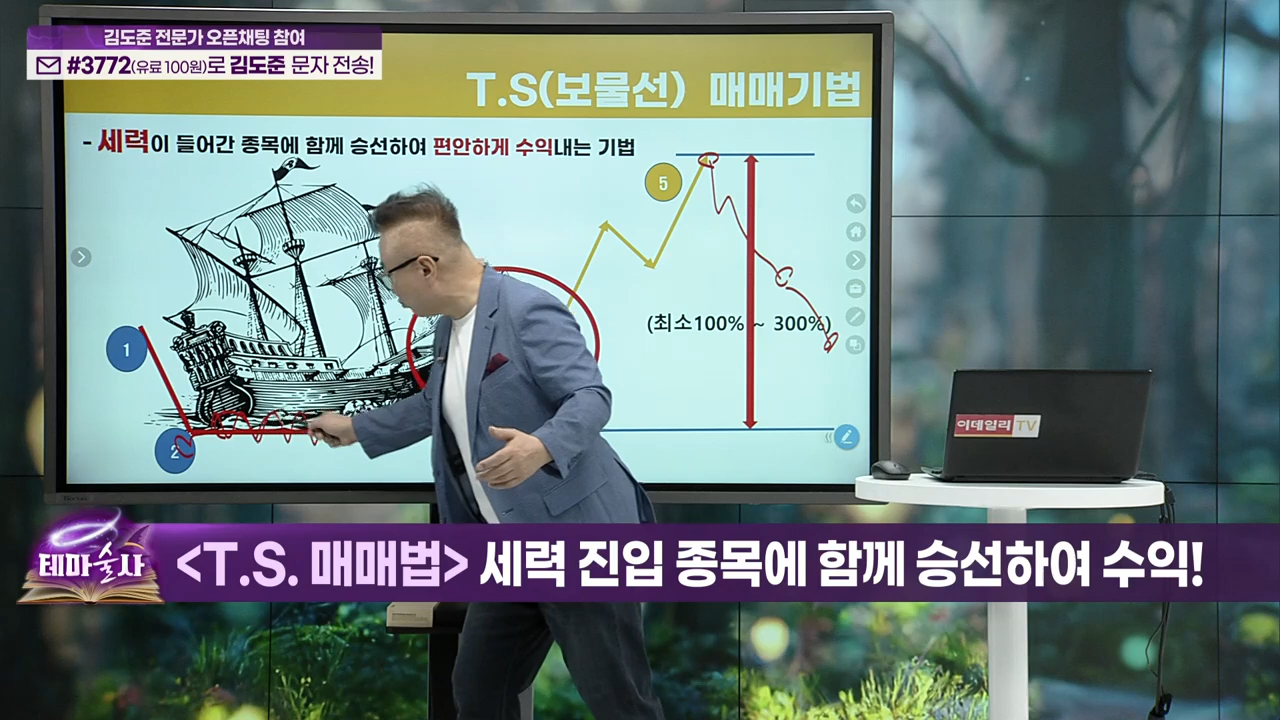 김도준 전문가 오픈채팅 참여
#3772(유료 100원)로 김도준 문자 전송!
T.S(보물선) 매매기법
- 세력이 들어간 종목에 함께 승선하여 편안하게 수익내는 기법
5
1
(최소100% ~ 300%)
2
이데일리 TV
테마술사
<T.S. 매매법> 세력 진입 종목에 함께 승선하여 수익!